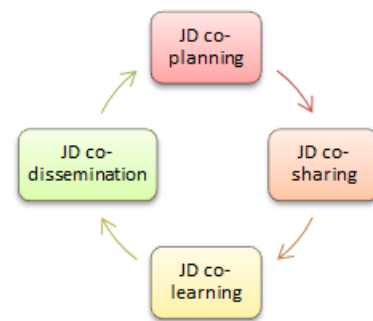 JD co-
planning
JD co-
sharing
JD co-
learning
JD co-
dissemination